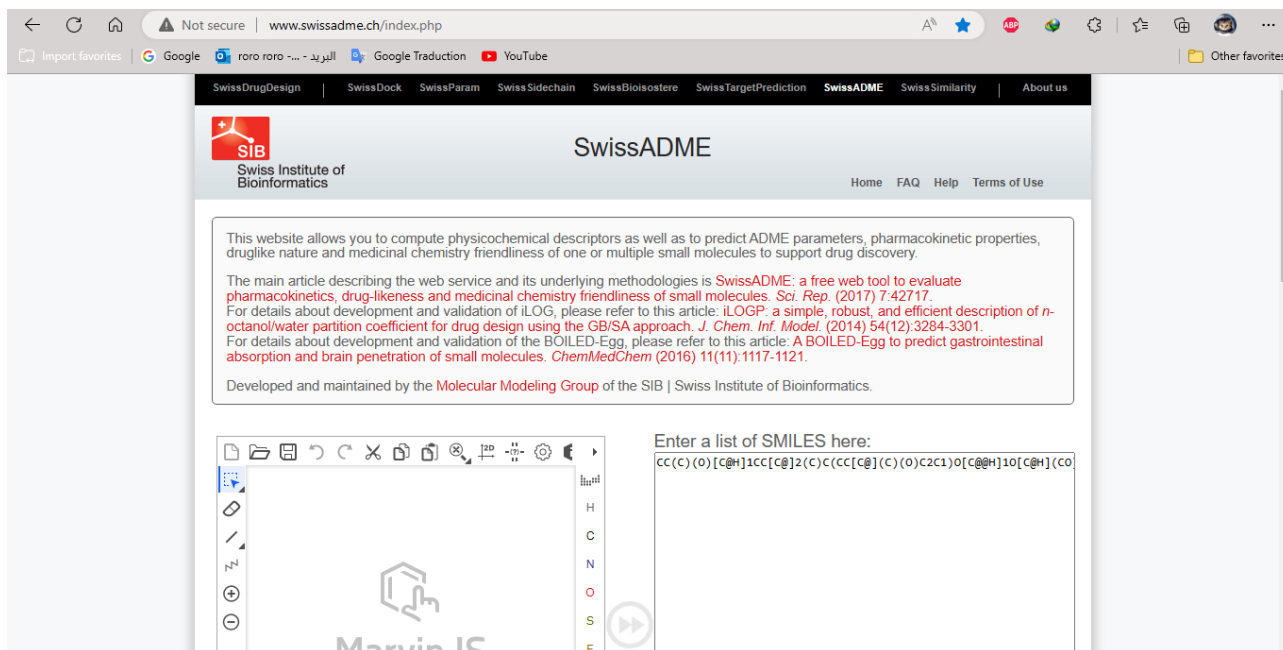 Not secure | www.swissadme.ch/index.php
ABP
Import favorites | Google roro roro -... - البريد Google Traduction YouTube Other favorites
SwissDrugDesign | SwissDock SwissParam SwissSidechain SwissBioisostere SwissTargetPrediction SwissADME SwissSimilarity | About us
SIB
Swiss Institute of
Bioinformatics
SwissADME
Home FAQ Help Terms of Use
This website allows you to compute physicochemical descriptors as well as to predict ADME parameters, pharmacokinetic properties,
druglike nature and medicinal chemistry friendliness of one or multiple small molecules to support drug discovery.
The main article describing the web service and its underlying methodologies is SwissADME: a free web tool to evaluate
pharmacokinetics, drug-likeness and medicinal chemistry friendliness of small molecules. Sci. Rep. (2017) 7:42717.
For details about development and validation of iLOG, please refer to this article: iLOGP: a simple, robust, and efficient description of n-
octanol/water partition coefficient for drug design using the GB/SA approach. J. Chem. Inf. Model. (2014) 54(12):3284-3301.
For details about development and validation of the BOILED-Egg, please refer to this article: A BOILED-Egg to predict gastrointestinal
absorption and brain penetration of small molecules. ChemMedChem (2016) 11(11):1117-1121.
Developed and maintained by the Molecular Modeling Group of the SIB | Swiss Institute of Bioinformatics.
2D
H
C
N
O
S
F
Marvin JS
Enter a list of SMILES here:
CC(C)(O)[C@H]1CC[C@]2(C)C(CC[C@](C)(O)C2C1)O[C@@H]1O[C@H](CO